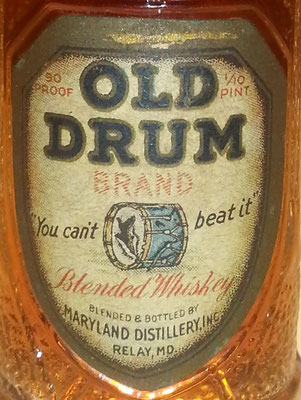 90 PROOF
OLD
1/10 PINT
DRUM
BRAND
"You can't beat it"
Blended Whiskey
BLENDED & BOTTLED BY
MARYLAND DISTILLERY, INC.
RELAY, MD.